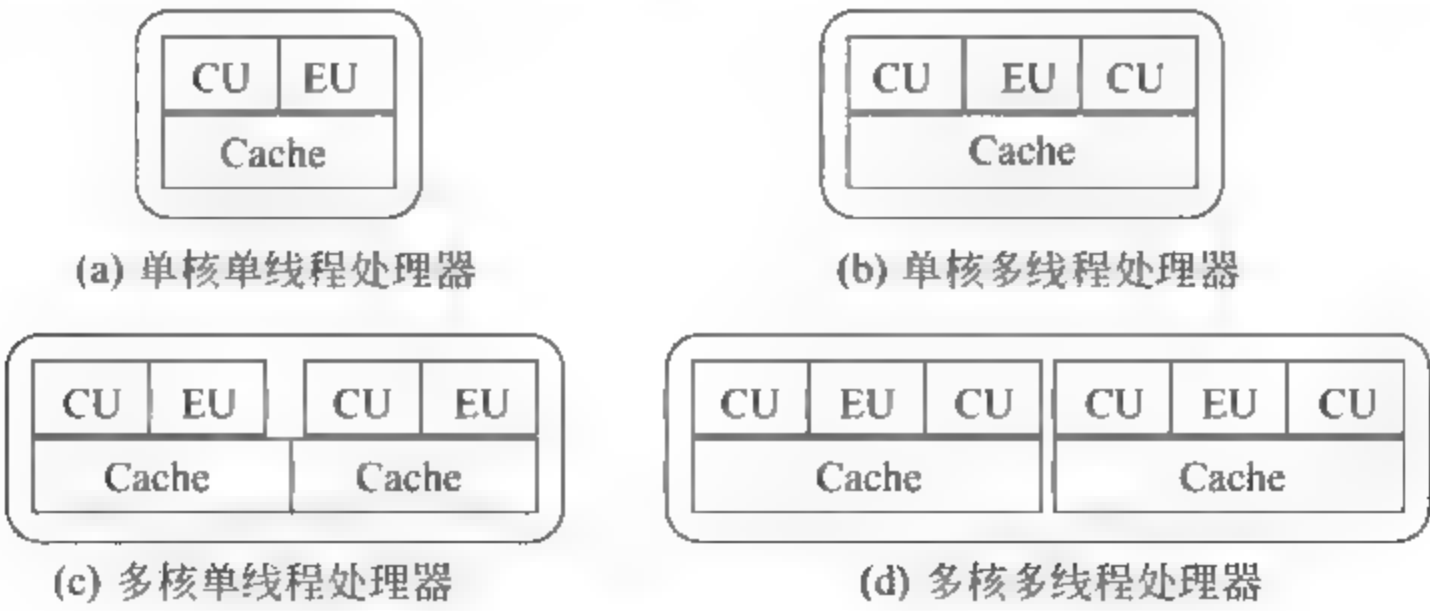 CU EU
Cache
(a) 单核单线程处理器
CU EU CU
Cache
(b) 单核多线程处理器
CU EU CU EU
Cache Cache
(c) 多核单线程处理器
CU EU CU CU EU CU
Cache Cache
(d) 多核多线程处理器